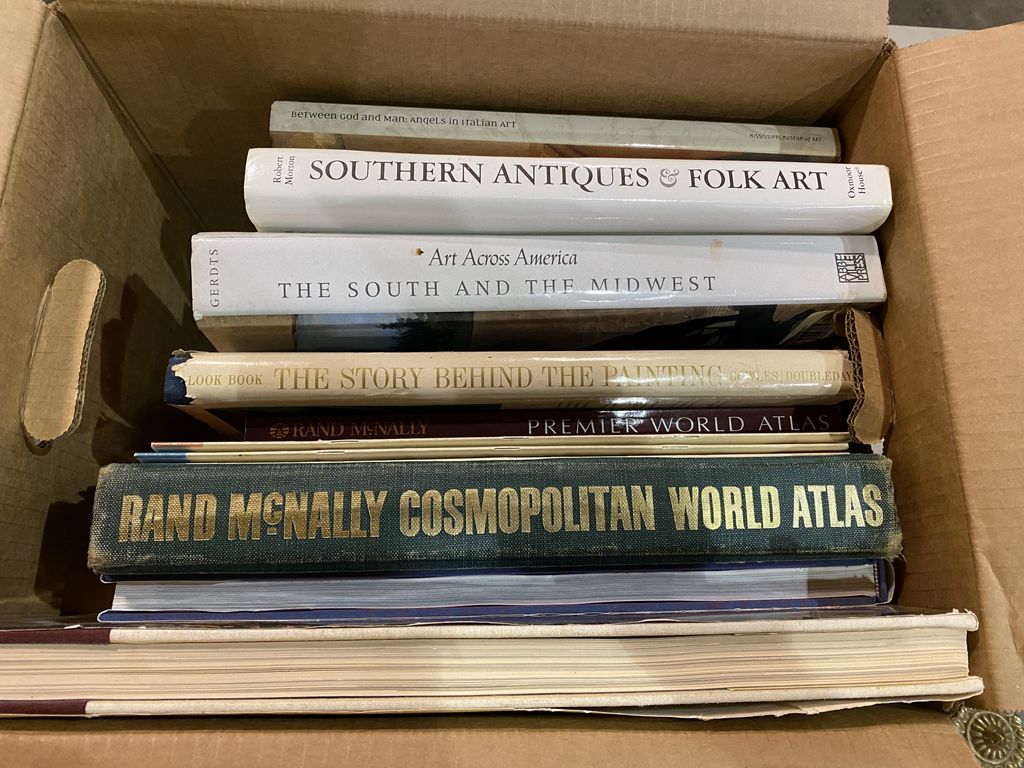 Between God and Man: Angels in Italian Art
Mississippi Museum of Art
Robert Morton
SOUTHERN ANTIQUES & FOLK ART
Oxmoor House
GERDTS
Art Across America
THE SOUTH AND THE MIDWEST
ABBEVILLE PRESS
LOOK BOOK
THE STORY BEHIND THE PAINTING
COWLES | DOUBLEDAY
RAND McNALLY
PREMIER WORLD ATLAS
RAND McNALLY COSMOPOLITAN WORLD ATLAS